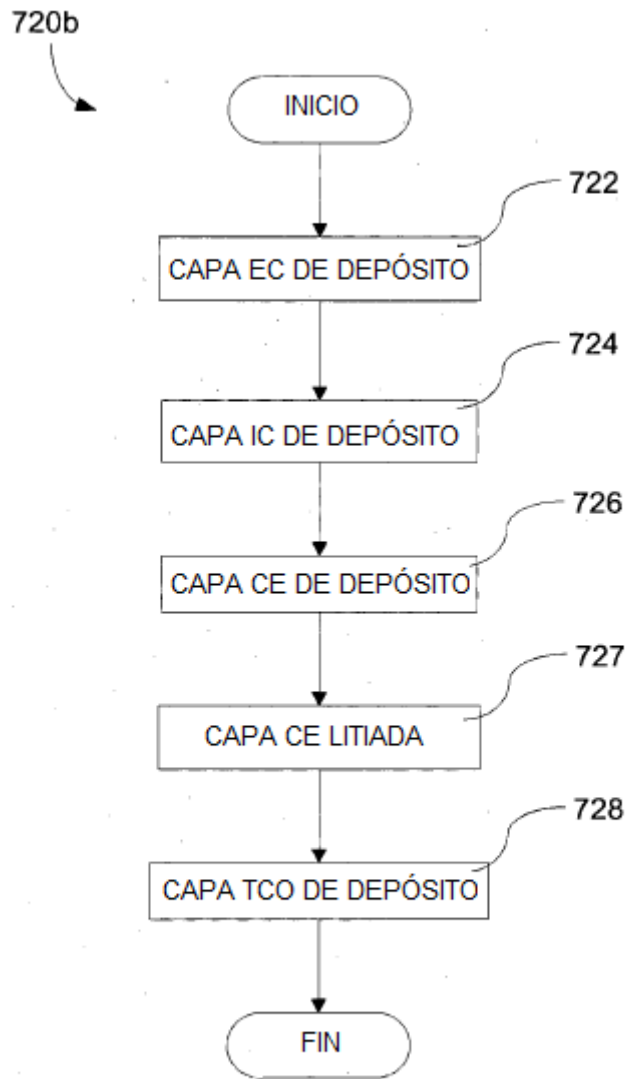 720b
INICIO
722
CAPA EC DE DEPÓSITO
724
CAPA IC DE DEPÓSITO
726
CAPA CE DE DEPÓSITO
727
CAPA CE LITIADA
728
CAPA TCO DE DEPÓSITO
FIN